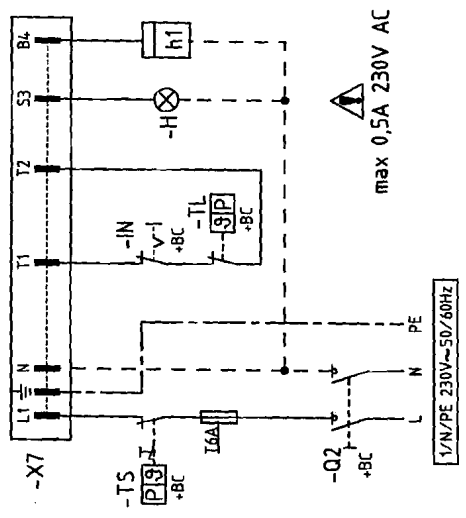 ~X7
L1
N
T1
T2
S3
B4
-TS
P ϑ
+BC
T6A
-IN
+BC
-TL
ϑ P
+BC
-H
h1
-Q2
+BC
L
N
PE
1/N/PE 230V~50/60Hz
max 0,5A 230V AC